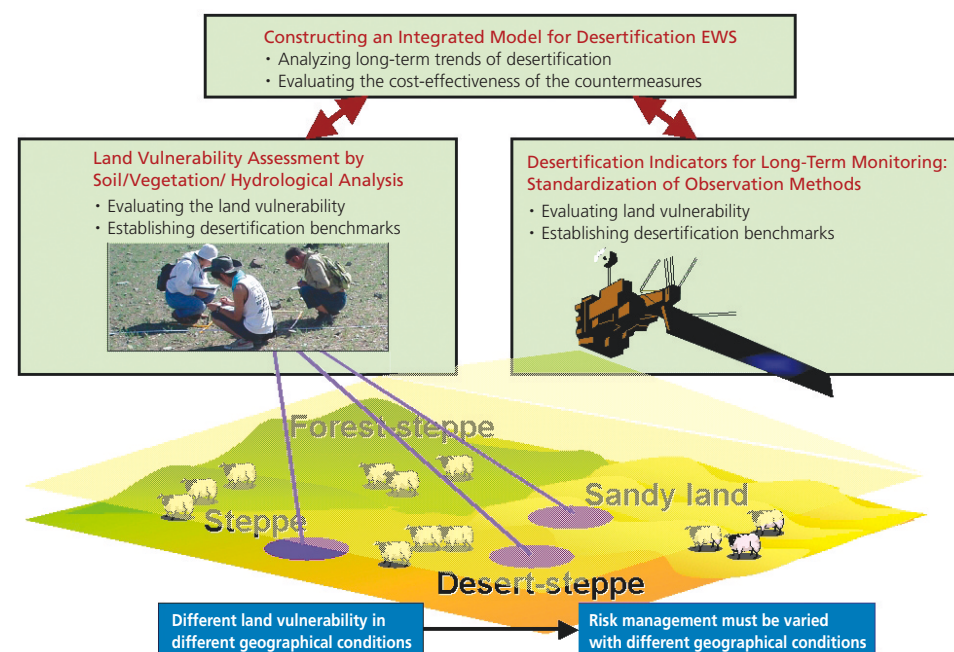 Constructing an Integrated Model for Desertification EWS
・Analyzing long-term trends of desertification
・Evaluating the cost-effectiveness of the countermeasures
Land Vulnerability Assessment by
Soil/Vegetation/ Hydrological Analysis
・Evaluating the land vulnerability
・Establishing desertification benchmarks
Desertification Indicators for Long-Term Monitoring:
Standardization of Observation Methods
・Evaluating land vulnerability
・Establishing desertification benchmarks
Forest-steppe
Sandy land
Steppe
Desert-steppe
Different land vulnerability in
different geographical conditions
Risk management must be varied
with different geographical conditions